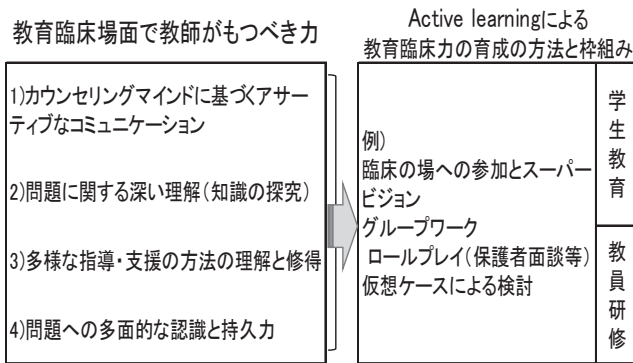 教育臨床場面で教師がもつべき力
1)カウンセリングマインドに基づくアサー
ティブなコミュニケーション
2)問題に関する深い理解（知識の探究）
3)多様な指導・支援の方法の理解と修得
4)問題への多面的な認識と持久力
Active learningによる
教育臨床力の育成の方法と枠組み
例)
臨床の場への参加とスーパー
ビジョン
グループワーク
ロールプレイ（保護者面談等）
仮想ケースによる検討
学生教育
教員研修